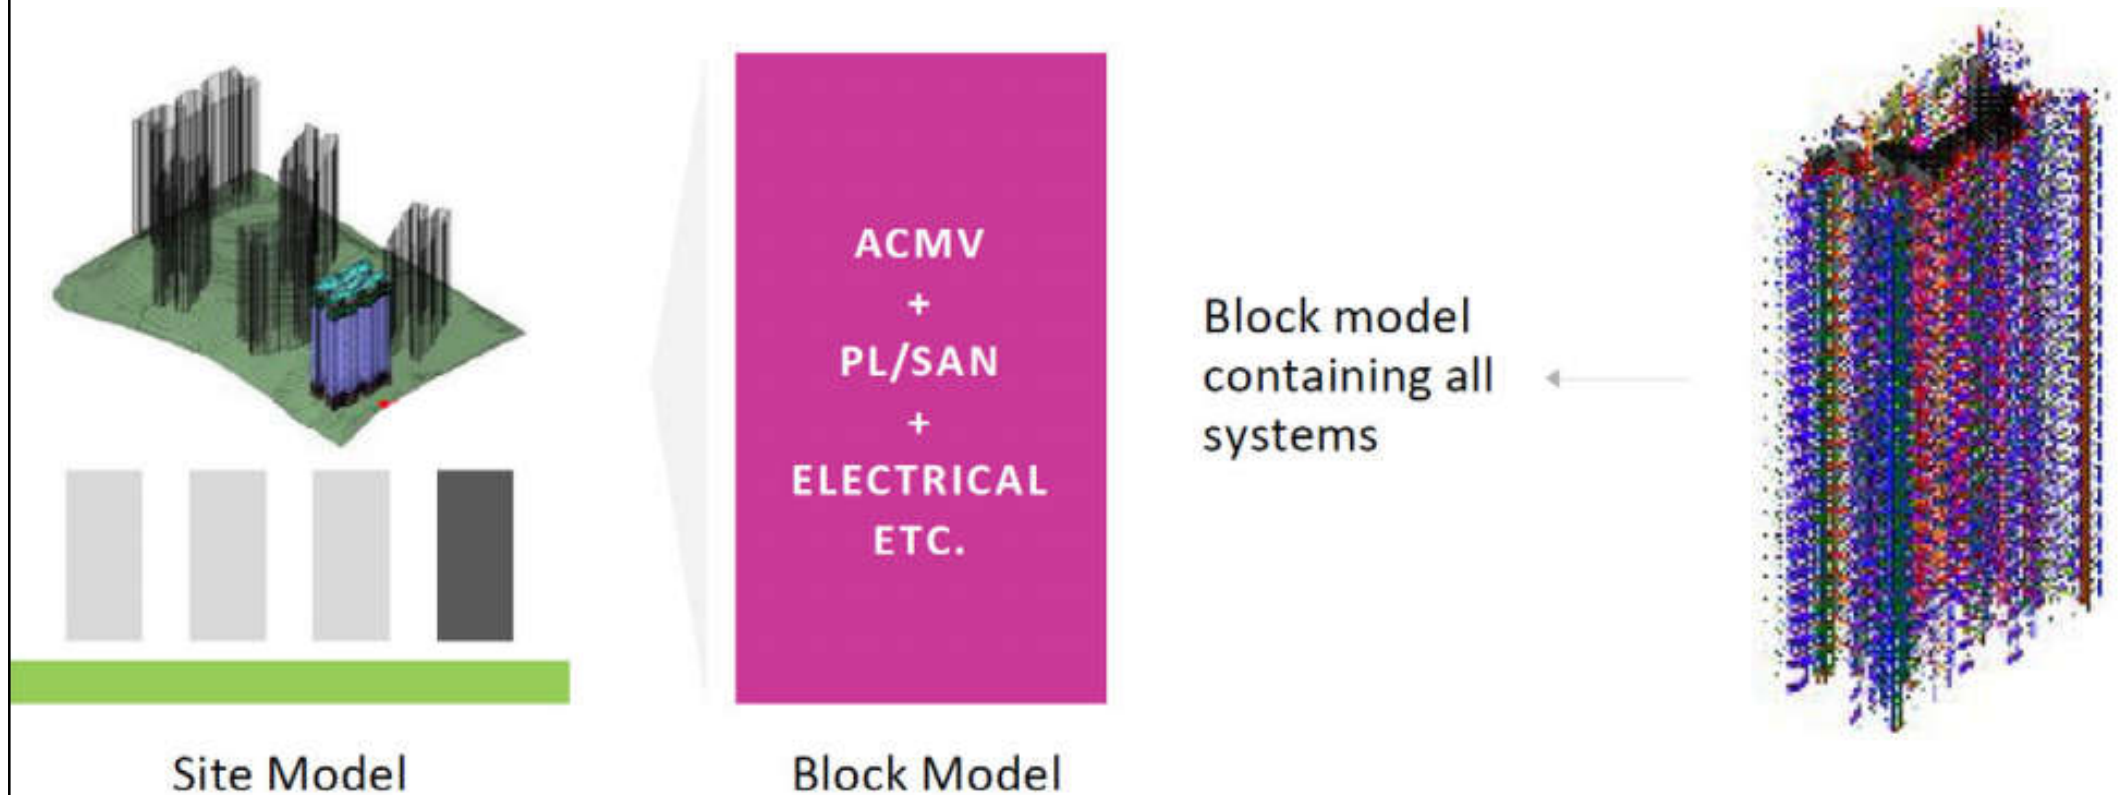 ACMV
+
PL/SAN
+
ELECTRICAL
ETC.
Block model
containing all
systems
Site Model
Block Model